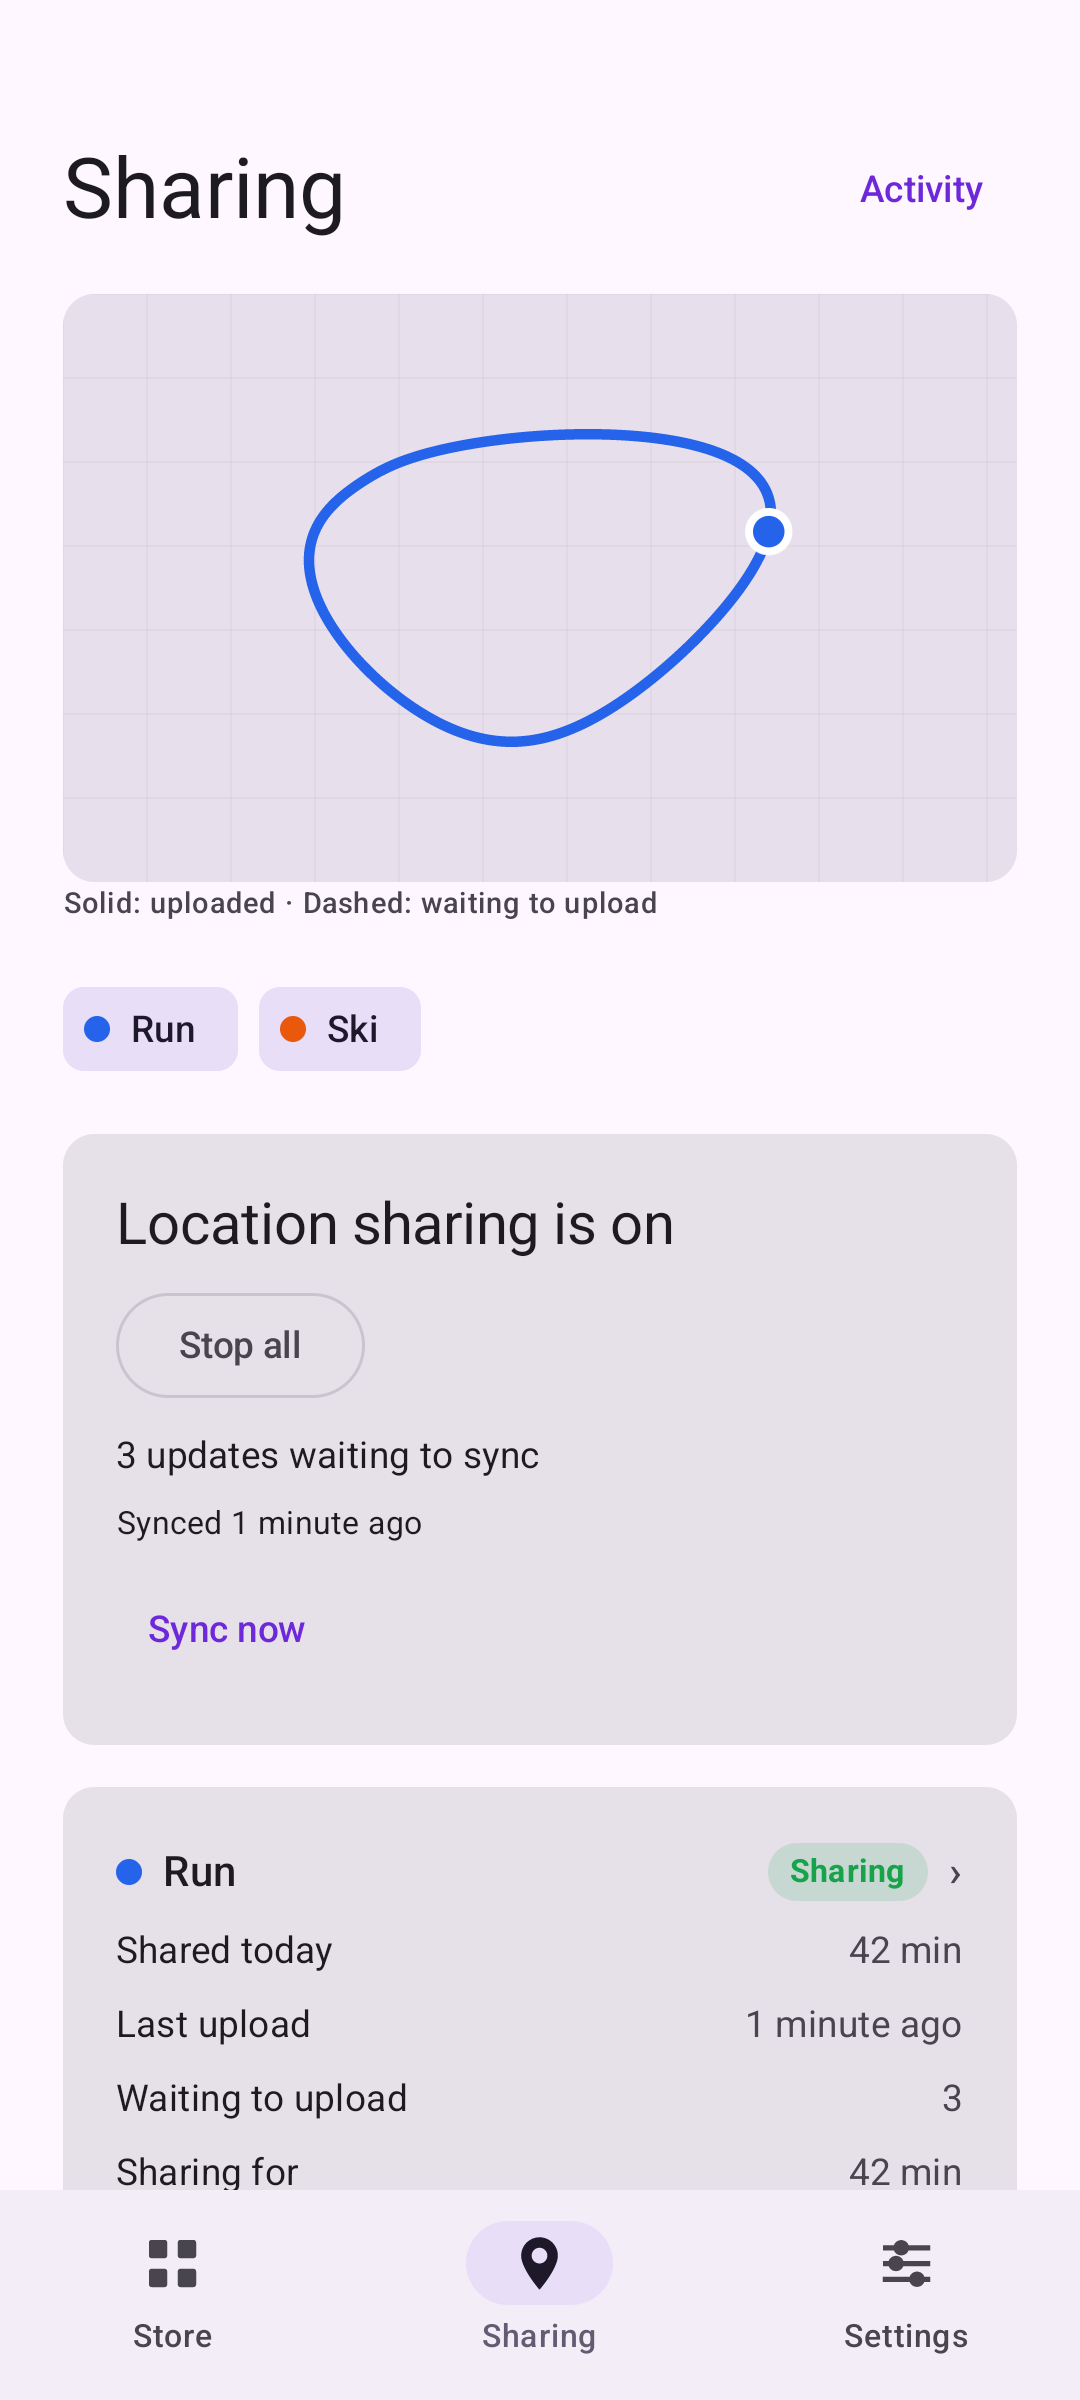 Sharing
Activity
Solid: uploaded · Dashed: waiting to upload
Run
Ski
Location sharing is on
Stop all
3 updates waiting to sync
Synced 1 minute ago
Sync now
Run
Sharing ›
Shared today
42 min
Last upload
1 minute ago
Waiting to upload
3
Sharing for
42 min
Store
Sharing
Settings